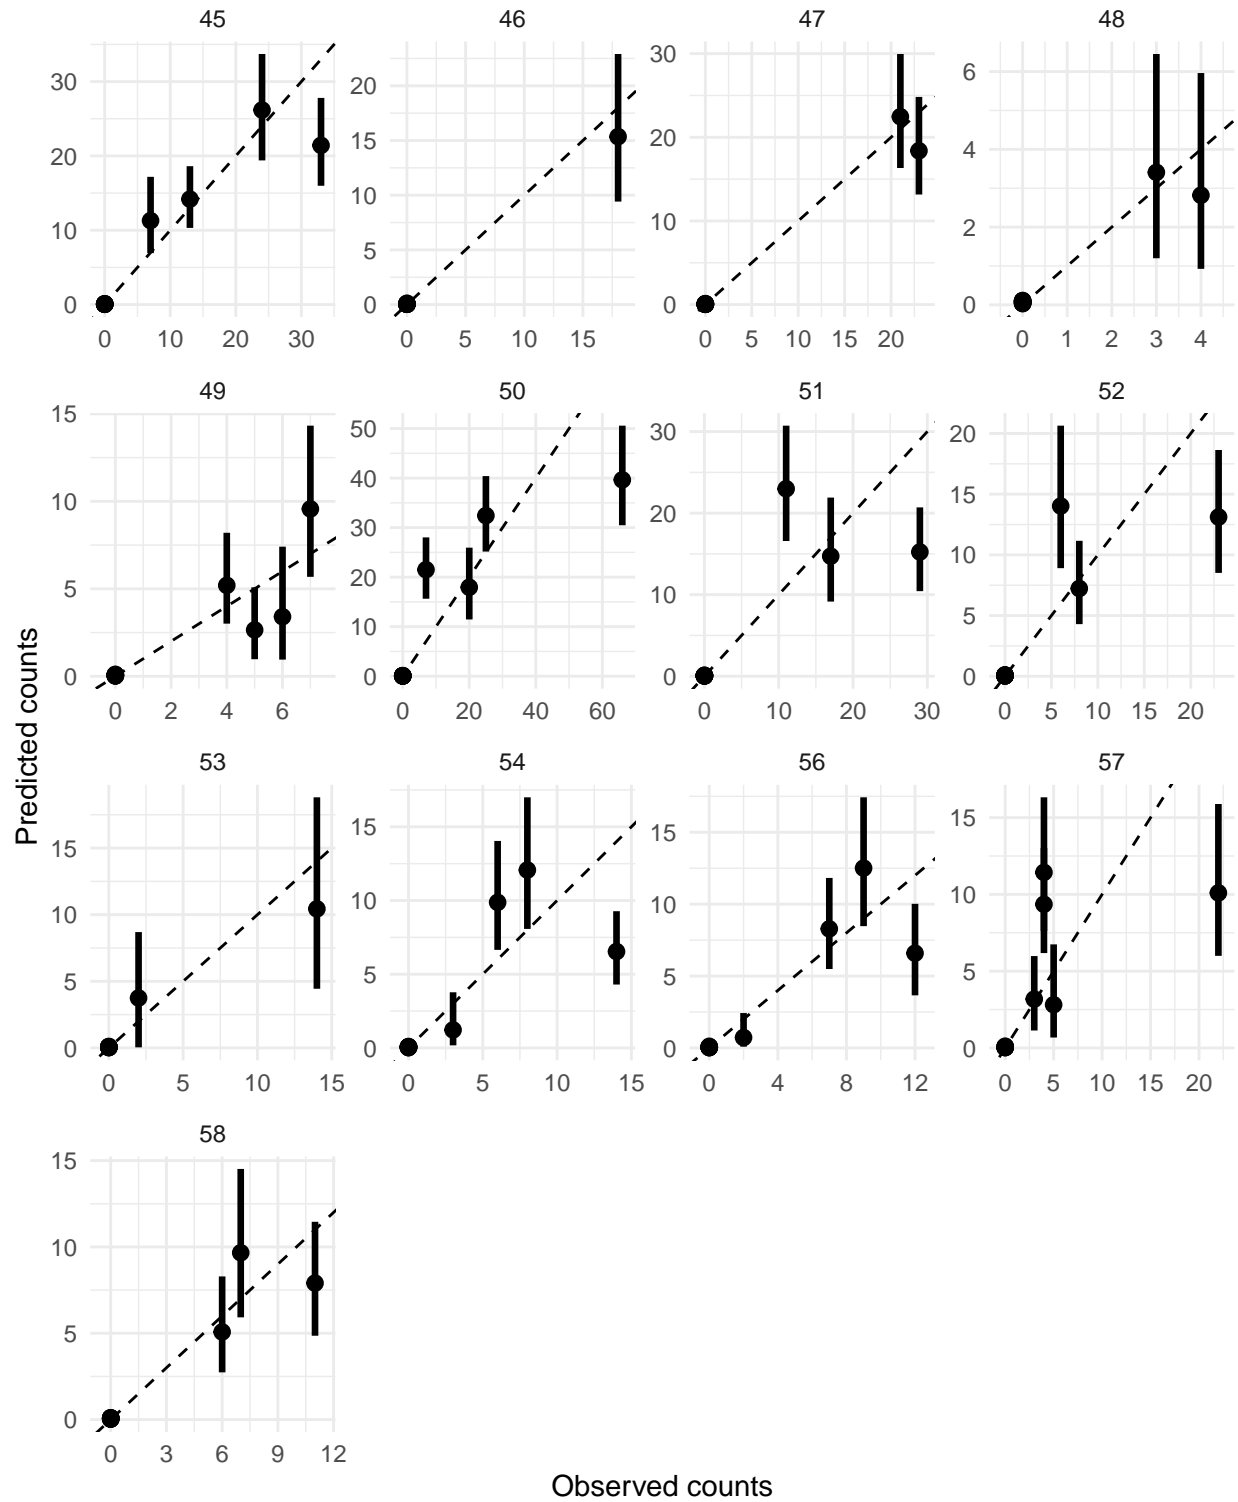 45 46 47 48
30 20 30 6
20 15 20 4
10 10 10 2
0 5 0 0
0
0 10 20 30 0 5 10 15 0 5 10 15 20 0 1 2 3 4
49 50 51 52
15 50 30 20
10 40 20 15
5 30 10 10
0 20 0 5
10 0
0
0 2 4 6 0 20 40 60 0 10 20 30 0 5 10 15 20
Predicted counts
53 54 56 57
15 15 15 15
10 10 10 10
5 5 5 5
0 0 0 0
0 5 10 15 0 5 10 15 0 4 8 12 0 5 10 15 20
58
15
10
5
0
0 3 6 9 12
Observed counts